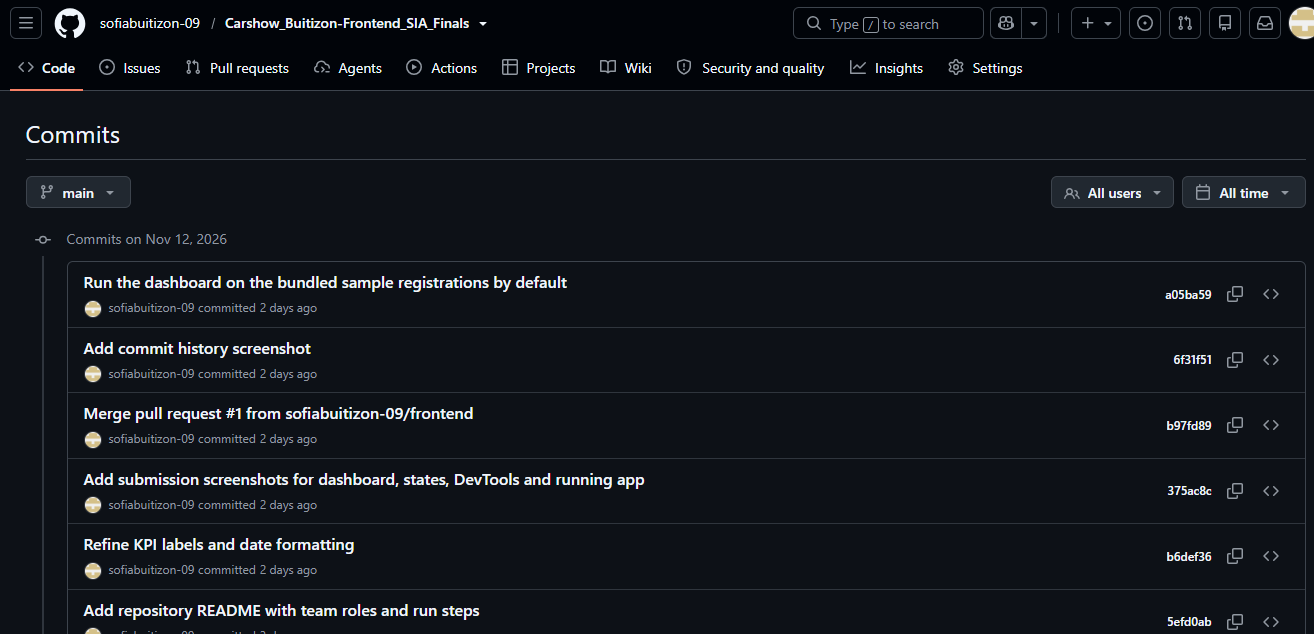 sofiabuitizon-09 / Carshow_Buitizon-Frontend_SIA_Finals
Type / to search
Code Issues Pull requests Agents Actions Projects Wiki Security and quality Insights Settings
Commits
main
All users All time
Commits on Nov 12, 2026
Run the dashboard on the bundled sample registrations by default
sofiabuitizon-09 committed 2 days ago
a05ba59
Add commit history screenshot
sofiabuitizon-09 committed 2 days ago
6f31f51
Merge pull request #1 from sofiabuitizon-09/frontend
sofiabuitizon-09 committed 2 days ago
b97fd89
Add submission screenshots for dashboard, states, DevTools and running app
sofiabuitizon-09 committed 2 days ago
375ac8c
Refine KPI labels and date formatting
sofiabuitizon-09 committed 2 days ago
b6def36
Add repository README with team roles and run steps
5efd0ab